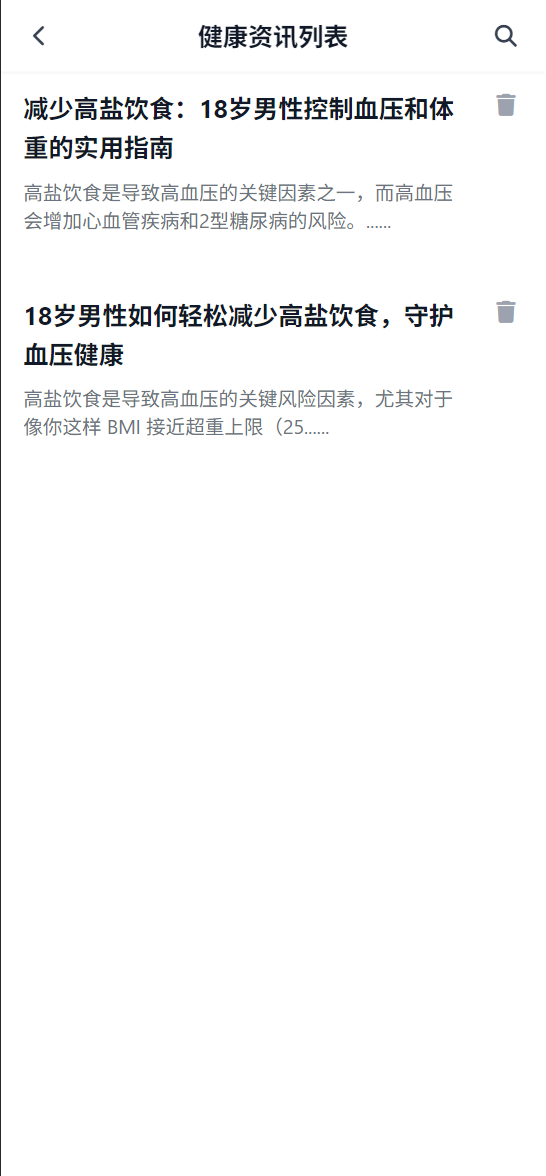 健康资讯列表
减少高盐饮食：18岁男性控制血压和体
重的实用指南
高盐饮食是导致高血压的关键因素之一，而高血压
会增加心血管疾病和2型糖尿病的风险。......
18岁男性如何轻松减少高盐饮食，守护
血压健康
高盐饮食是导致高血压的关键风险因素，尤其对于
像你这样 BMI 接近超重上限（25......